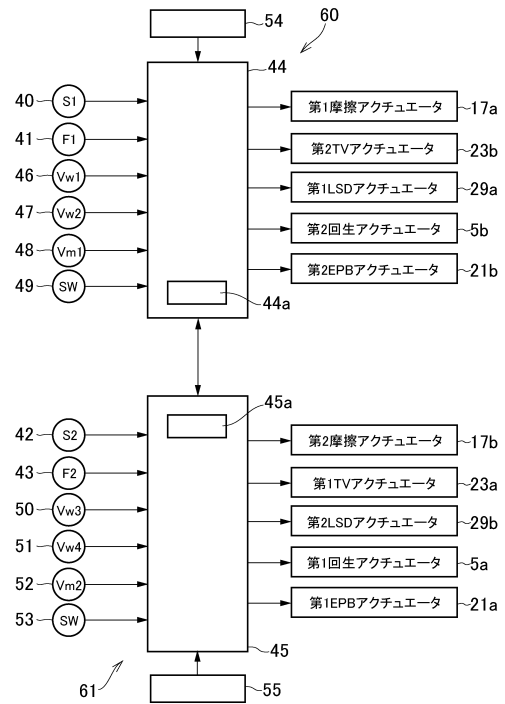 54
60
44
40 S1
41 F1
46 Vw1
47 Vw2
48 Vm1
49 SW
44a
第1摩擦アクチュエータ 17a
第2TVアクチュエータ 23b
第1LSDアクチュエータ 29a
第2回生アクチュエータ 5b
第2EPBアクチュエータ 21b
45a
42 S2
43 F2
50 Vw3
51 Vw4
52 Vm2
53 SW
第2摩擦アクチュエータ 17b
第1TVアクチュエータ 23a
第2LSDアクチュエータ 29b
第1回生アクチュエータ 5a
第1EPBアクチュエータ 21a
45
61
55